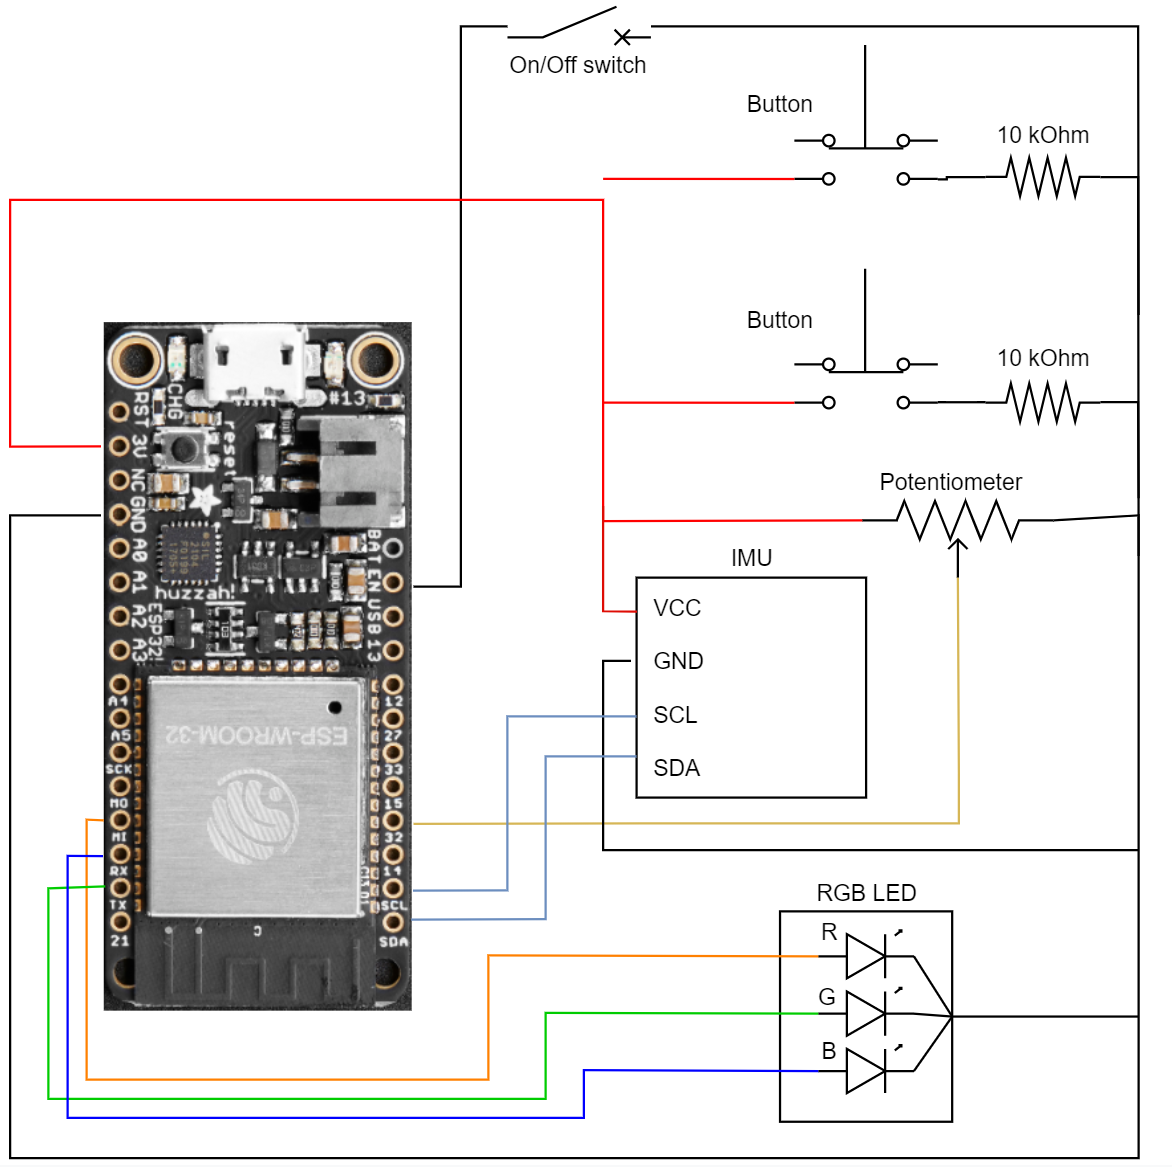 On/Off switch
Button
10 kOhm
Button
10 kOhm
Potentiometer
IMU
VCC
GND
SCL
SDA
RGB LED
R
G
B
CHG
#13
RST
3V
NC
GND
A0
A1
A2
A3
A4
A5
SCK
MO
MI
RX
TX
21
reset
BAT
EN
USB
13
12
27
33
15
32
14
SCL
SDA
huzzah!
ESP32
ESP-WROOM-32